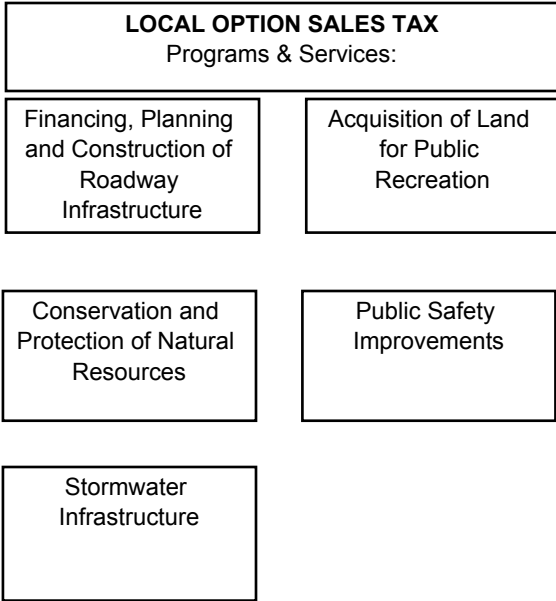 LOCAL OPTION SALES TAX
Programs & Services:
Financing, Planning
and Construction of
Roadway
Infrastructure
Acquisition of Land
for Public
Recreation
Conservation and
Protection of Natural
Resources
Public Safety
Improvements
Stormwater
Infrastructure